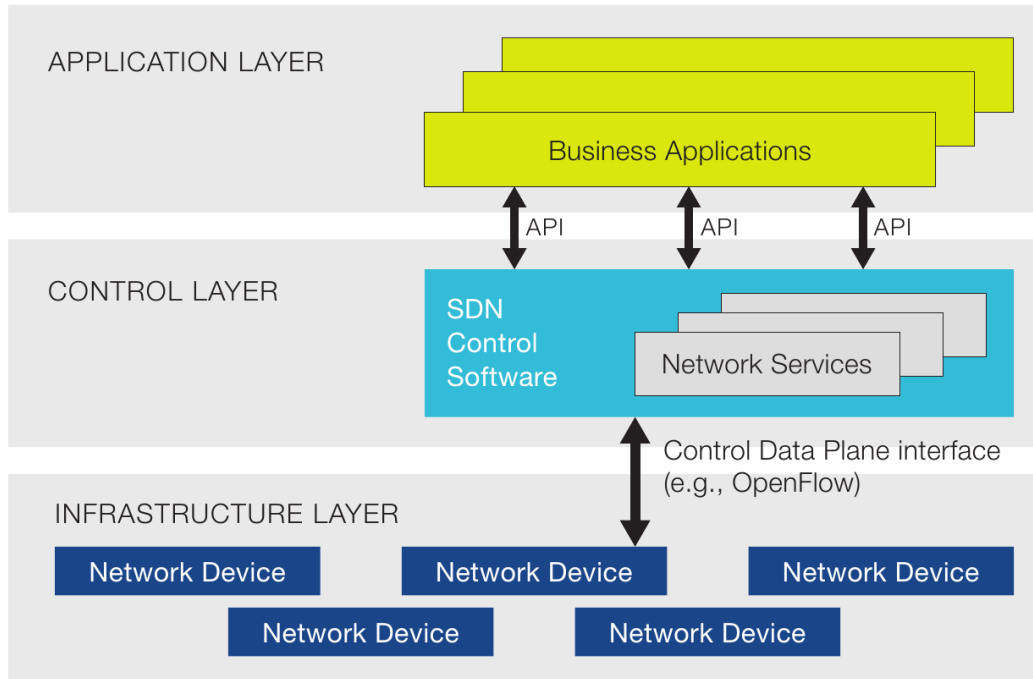 APPLICATION LAYER
Business Applications
API
API
API
CONTROL LAYER
SDN
Control
Software
Network Services
Control Data Plane interface
(e.g., OpenFlow)
INFRASTRUCTURE LAYER
Network Device
Network Device
Network Device
Network Device
Network Device